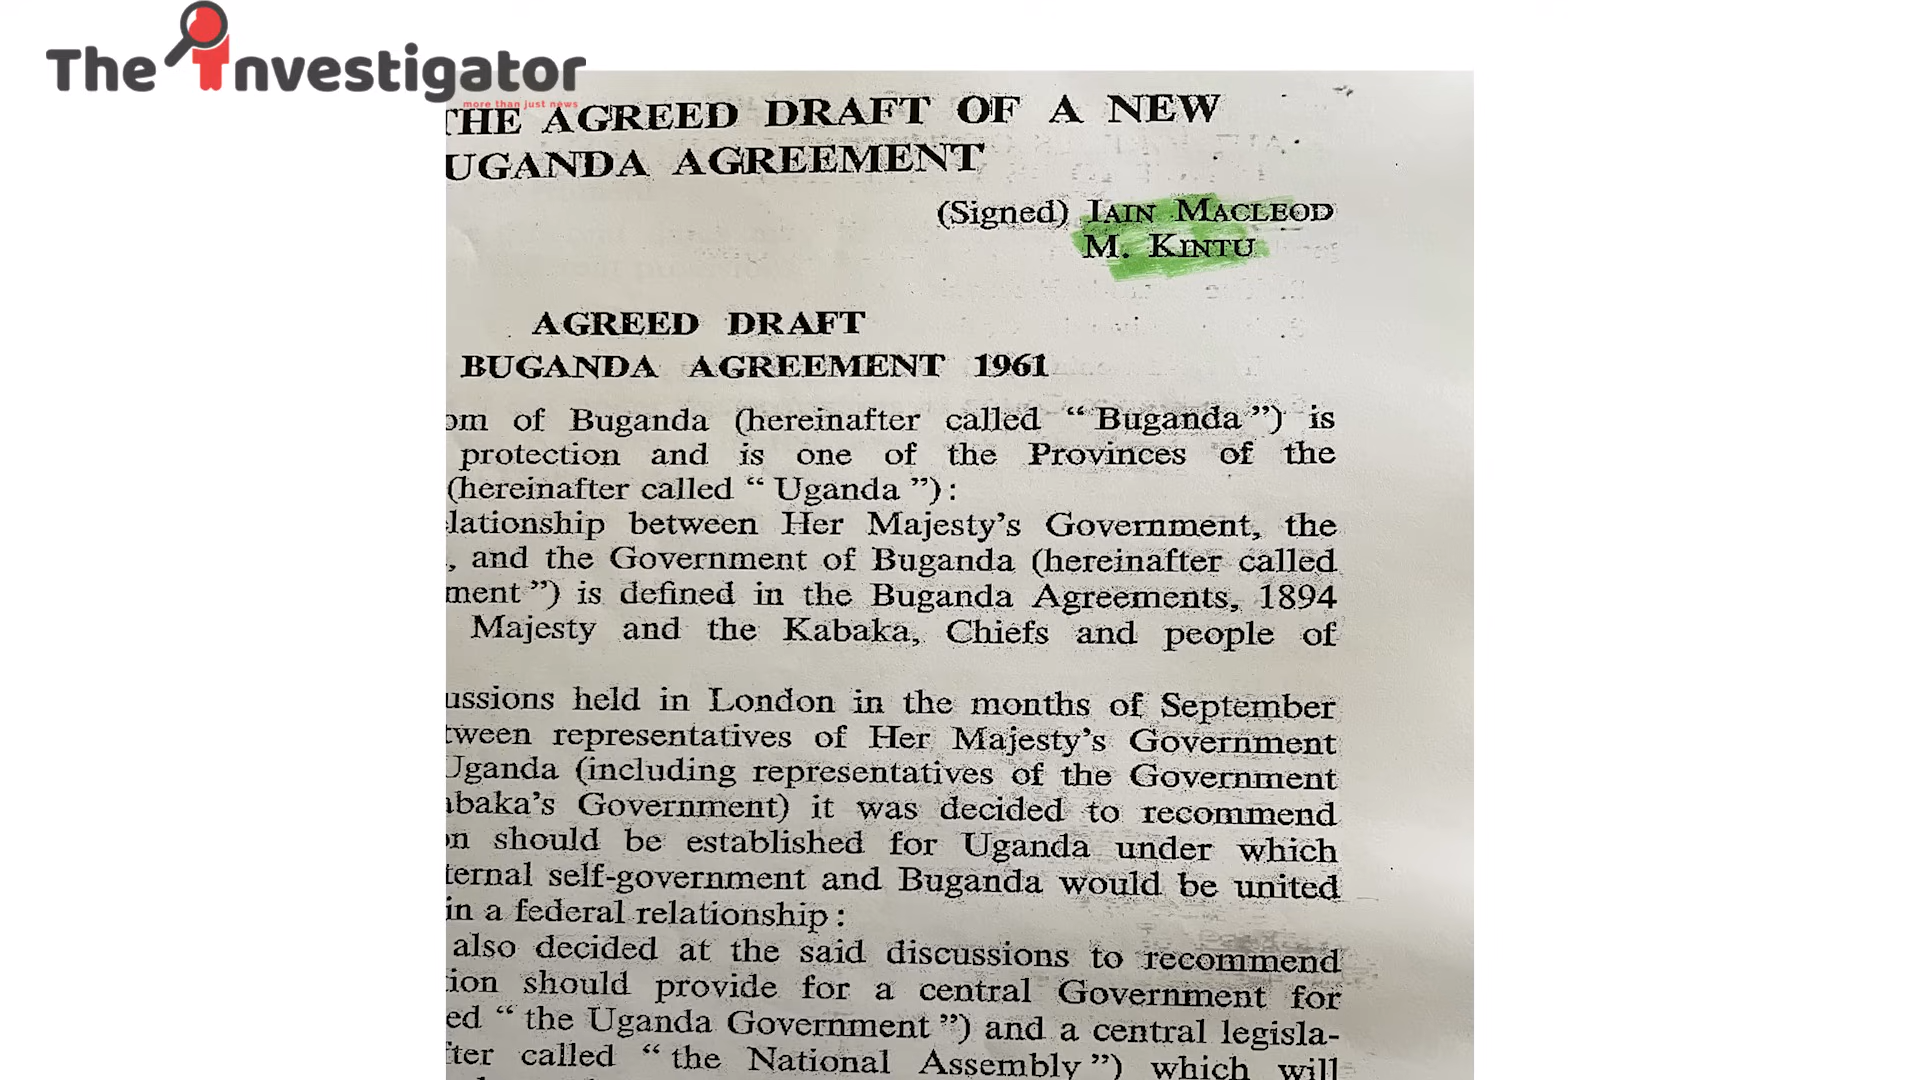 The Investigator
more than just news
THE AGREED DRAFT OF A NEW
UGANDA AGREEMENT
(Signed) IAIN MACLEOD
M. KINTU
AGREED DRAFT
BUGANDA AGREEMENT 1961
om of Buganda (hereinafter called “ Buganda ”) is
protection and is one of the Provinces of the
(hereinafter called “ Uganda ”) :
lationship between Her Majesty’s Government, the
, and the Government of Buganda (hereinafter called
ment ”) is defined in the Buganda Agreements, 1894
Majesty and the Kabaka, Chiefs and people of
ussions held in London in the months of September
tween representatives of Her Majesty’s Government
Uganda (including representatives of the Government
abaka’s Government) it was decided to recommend
on should be established for Uganda under which
ternal self-government and Buganda would be united
in a federal relationship :
also decided at the said discussions to recommend
ion should provide for a central Government for
ed “ the Uganda Government ”) and a central legisla-
fter called “ the National Assembly ”) which will